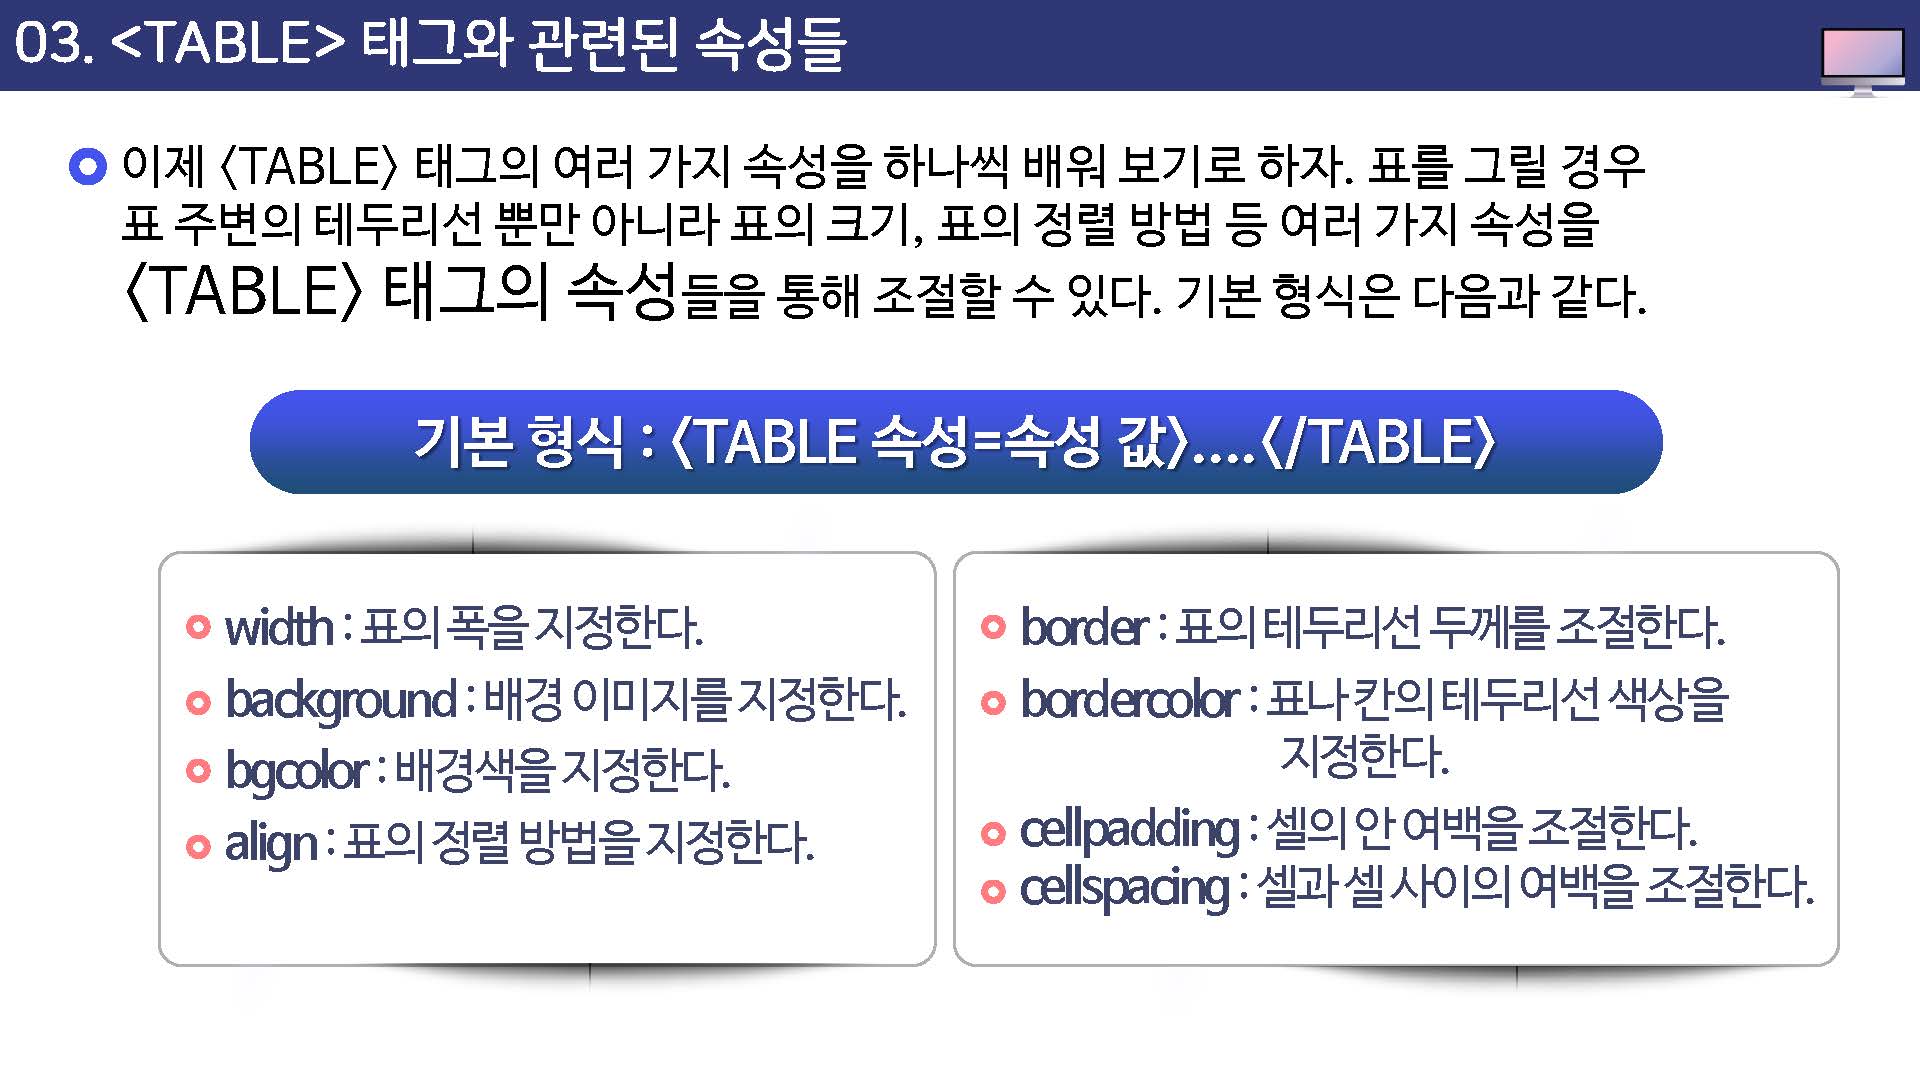 03. <TABLE> 태그와 관련된 속성들
이제 〈TABLE〉 태그의 여러 가지 속성을 하나씩 배워 보기로 하자. 표를 그릴 경우
표 주변의 테두리선 뿐만 아니라 표의 크기, 표의 정렬 방법 등 여러 가지 속성을
〈TABLE〉 태그의 속성들을 통해 조절할 수 있다. 기본 형식은 다음과 같다.
기본 형식 : 〈TABLE 속성=속성 값〉....〈/TABLE〉
width : 표의 폭을 지정한다.
background : 배경 이미지를 지정한다.
bgcolor : 배경색을 지정한다.
align : 표의 정렬 방법을 지정한다.
border : 표의 테두리선 두께를 조절한다.
bordercolor : 표나 칸의 테두리선 색상을
지정한다.
cellpadding : 셀의 안 여백을 조절한다.
cellspacing : 셀과 셀 사이의 여백을 조절한다.